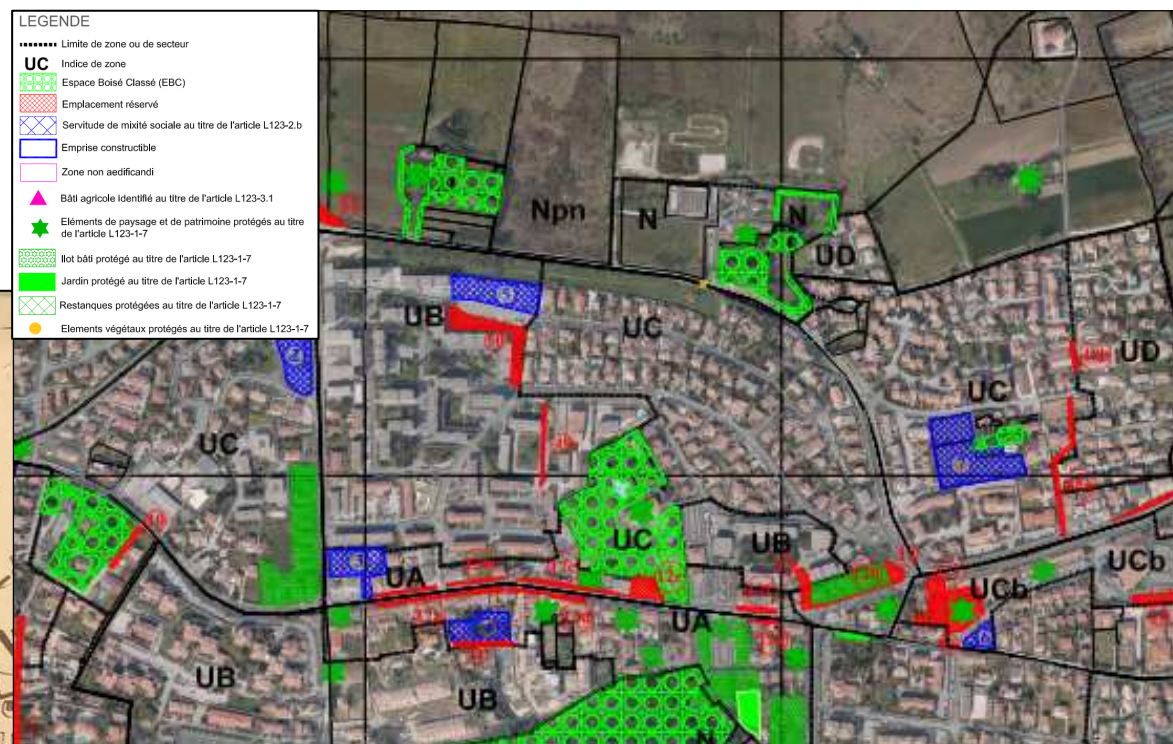 LEGENDE
Limite de zone ou de secteur
UC Indice de zone
Espace Boisé Classé (EBC)
Emplacement réservé
Servitude de mixité sociale au titre de l'article L123-2.b
Emprise constructible
Zone non aedificandi
Bâti agricole identifié au titre de l'article L123-3.1
Eléments de paysage et de patrimoine protégés au titre
de l'article L123-1-7
Ilot bâti protégé au titre de l'article L123-1-7
Jardin protégé au titre de l'article L123-1-7
Restanques protégées au titre de l'article L123-1-7
Elements végétaux protégés au titre de l'article L123-1-7
Npn
N
N
UD
UB
UC
UD
UC
UC
UC
UB
UA
UCb
UCb
UA
UB
UB
N